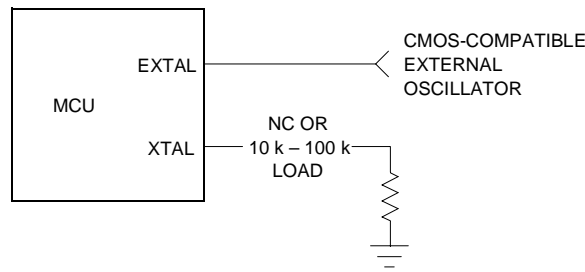 CMOS-COMPATIBLE
EXTERNAL
OSCILLATOR
EXTAL
MCU
XTAL
NC OR
10 k – 100 k
LOAD